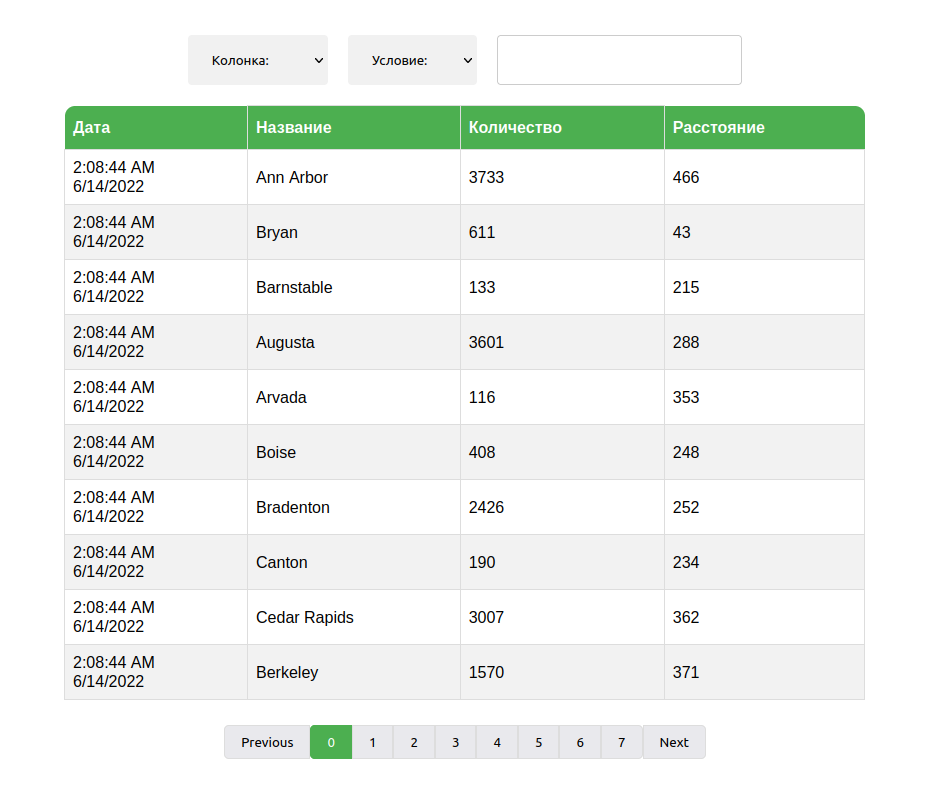 Колонка: Условие:
Дата Название Количество Расстояние
2:08:44 AM
6/14/2022 Ann Arbor 3733 466
2:08:44 AM
6/14/2022 Bryan 611 43
2:08:44 AM
6/14/2022 Barnstable 133 215
2:08:44 AM
6/14/2022 Augusta 3601 288
2:08:44 AM
6/14/2022 Arvada 116 353
2:08:44 AM
6/14/2022 Boise 408 248
2:08:44 AM
6/14/2022 Bradenton 2426 252
2:08:44 AM
6/14/2022 Canton 190 234
2:08:44 AM
6/14/2022 Cedar Rapids 3007 362
2:08:44 AM
6/14/2022 Berkeley 1570 371
Previous 0 1 2 3 4 5 6 7 Next